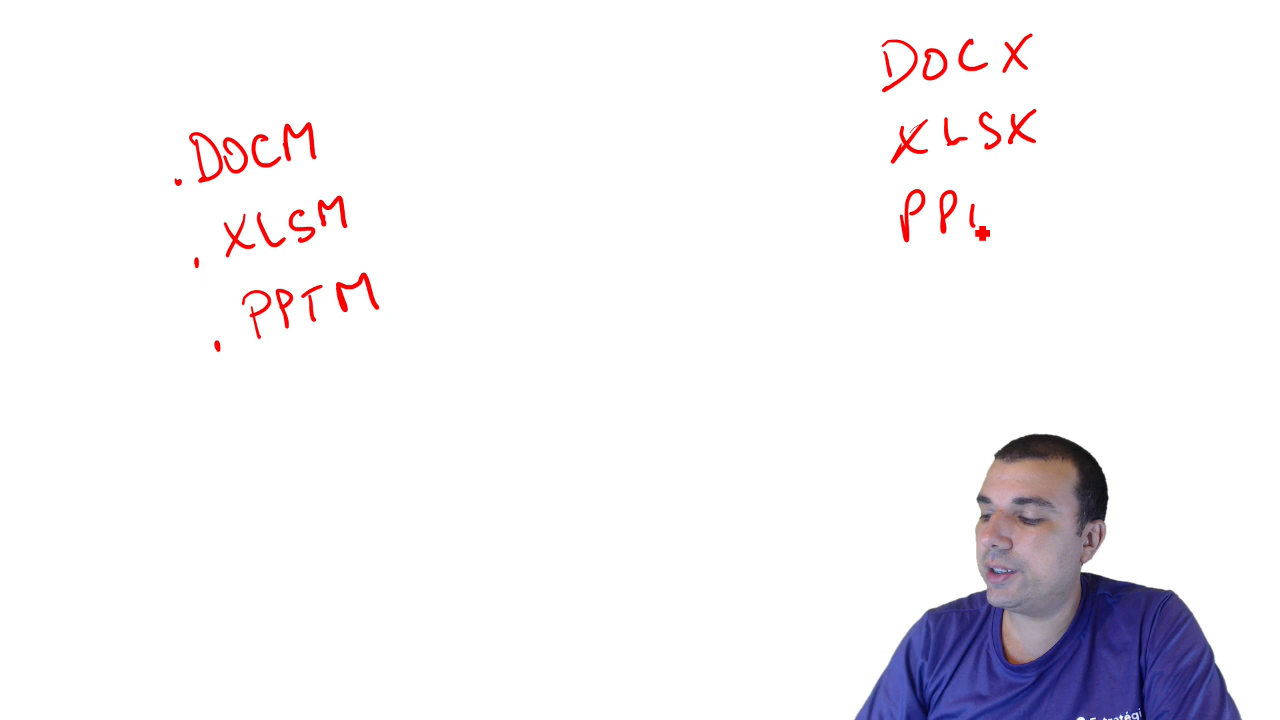 .DOCM
.XLSM
.PPTM
DOCX
XLSX
PP